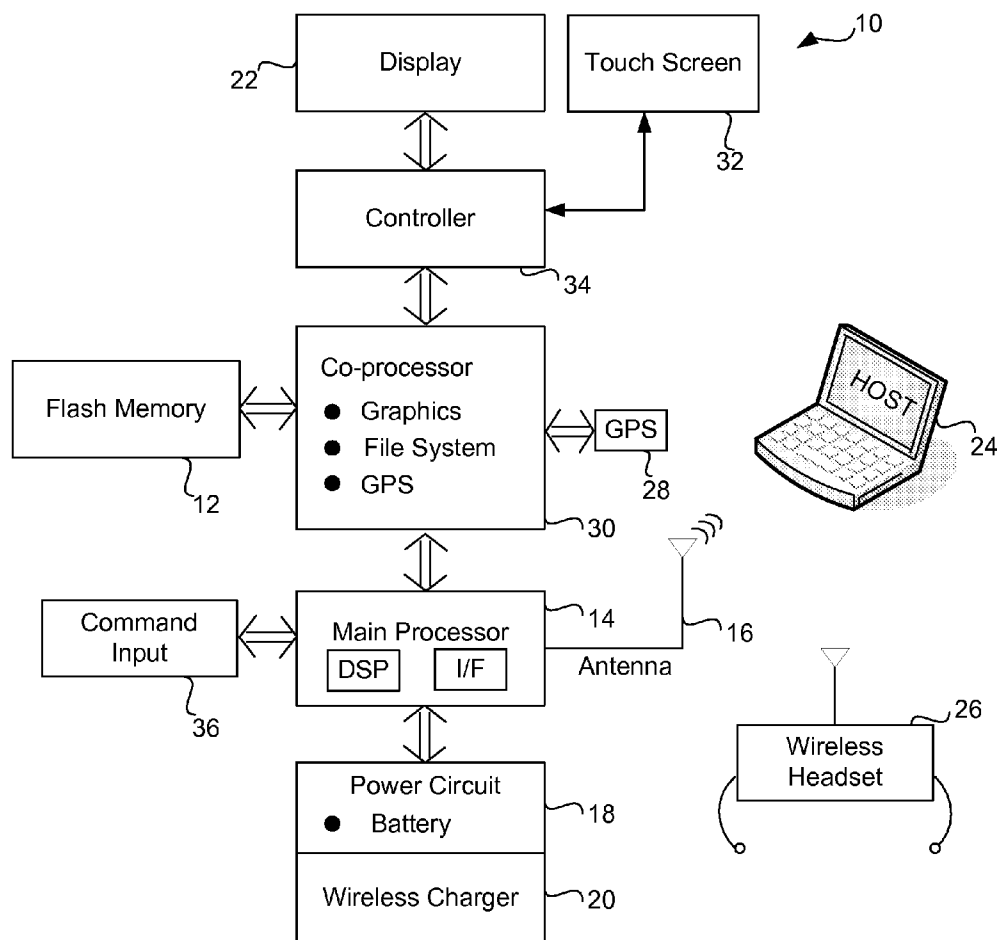 10
Display
Touch Screen
22
32
Controller
34
Co-processor
Graphics
File System
GPS
Flash Memory
12
GPS
28
30
HOST
24
Command
Input
36
Main Processor
DSP
I/F
14
Antenna
16
Wireless
Headset
26
Power Circuit
Battery
18
Wireless Charger
20